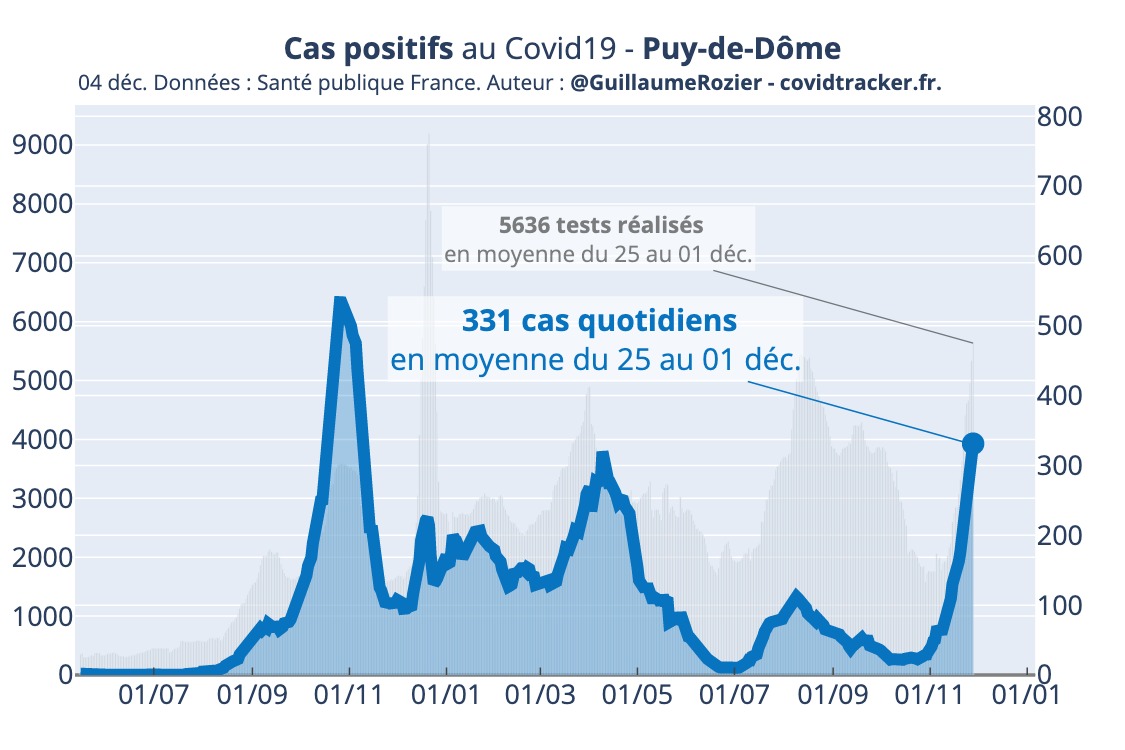 Cas positifs au Covid19 - Puy-de-Dôme
04 déc. Données : Santé publique France. Auteur : @GuillaumeRozier - covidtracker.fr.
9000
8000
7000
6000
5000
4000
3000
2000
1000
0
5636 tests réalisés
en moyenne du 25 au 01 déc.
331 cas quotidiens
en moyenne du 25 au 01 déc.
800
700
600
500
400
300
200
100
0
01/07 01/09 01/11 01/01 01/03 01/05 01/07 01/09 01/11 01/01